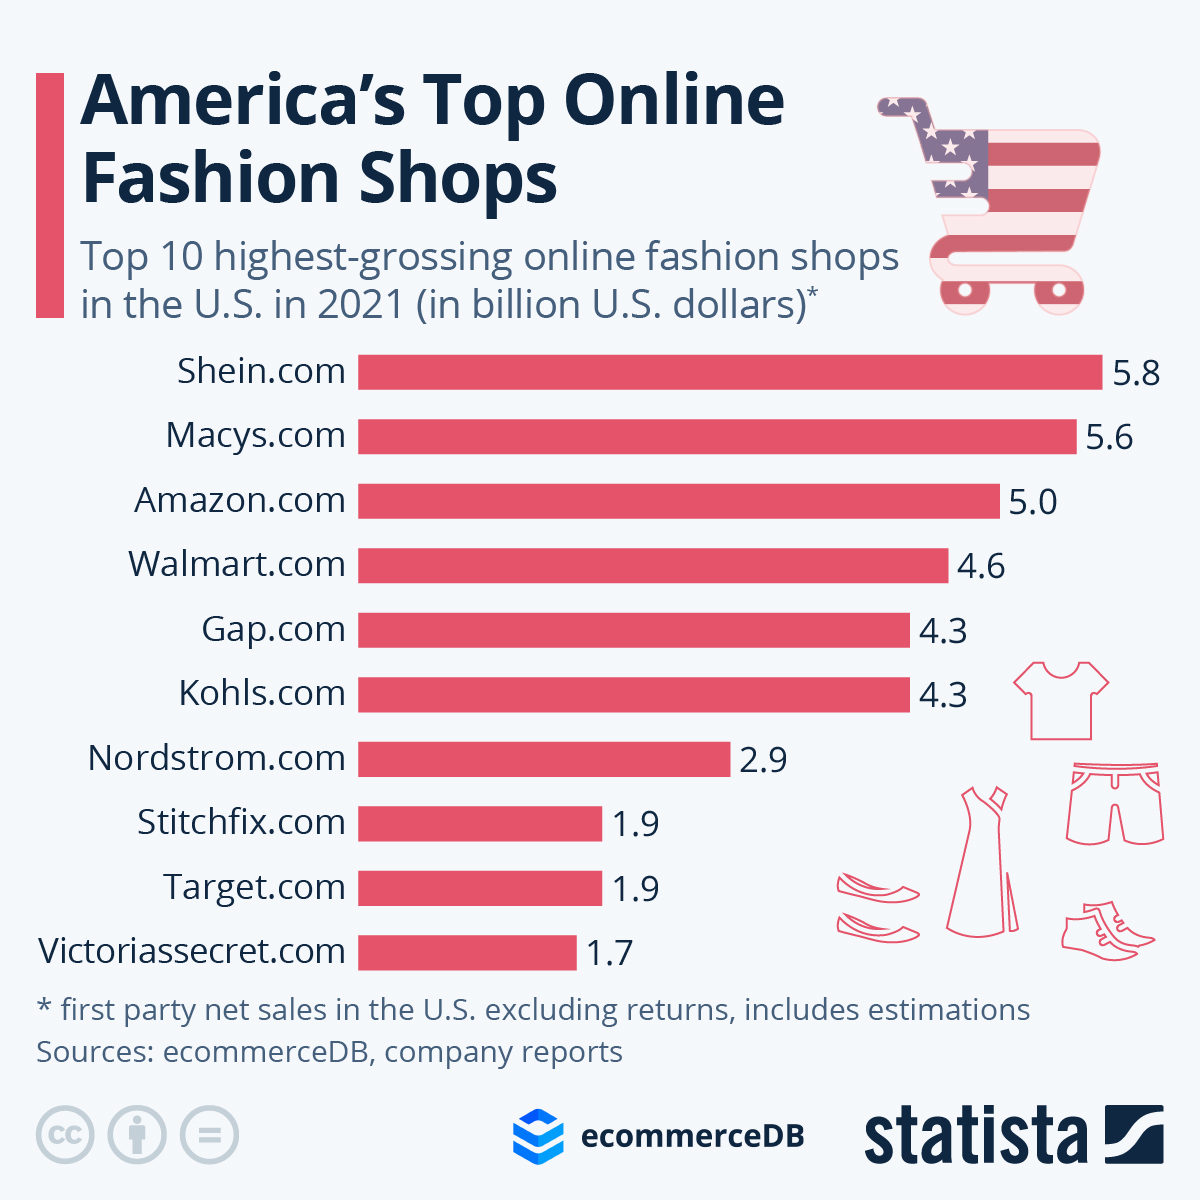 America's Top Online
Fashion Shops
Top 10 highest-grossing online fashion shops
in the U.S. in 2021 (in billion U.S. dollars)*
Shein.com 5.8
Macys.com 5.6
Amazon.com 5.0
Walmart.com 4.6
Gap.com 4.3
Kohls.com 4.3
Nordstrom.com 2.9
Stitchfix.com 1.9
Target.com 1.9
Victoriassecret.com 1.7
* first party net sales in the U.S. excluding returns, includes estimations
Sources: ecommerceDB, company reports
cc ecommerceDB statista